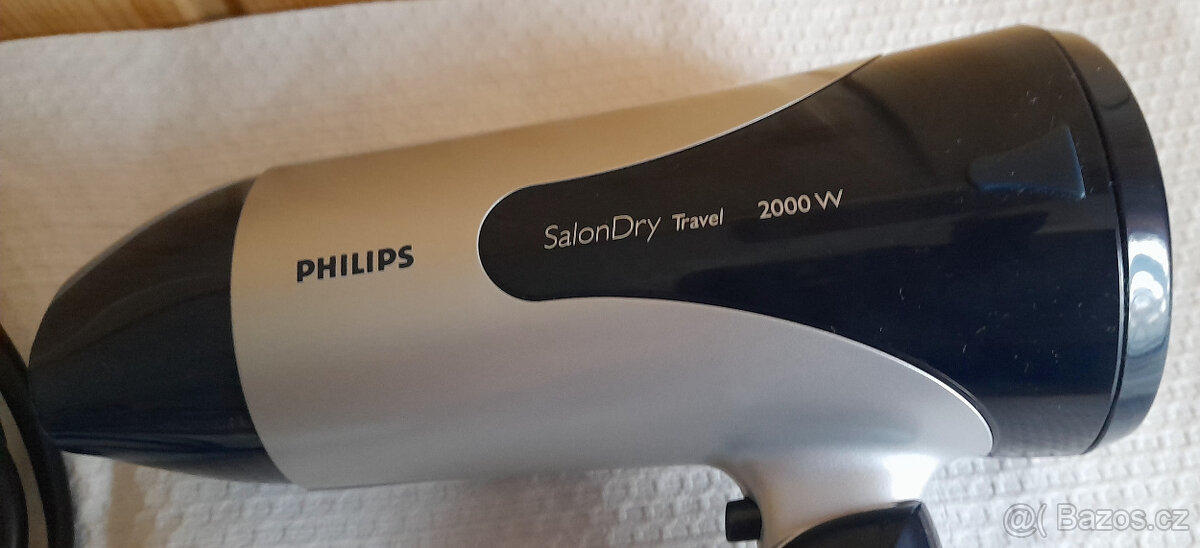 PHILIPS
SalonDry Travel 2000 W
@( Bazos.cz